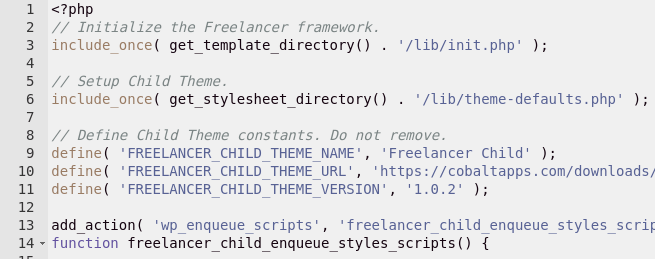 1 <?php
2 // Initialize the Freelancer framework.
3 include_once( get_template_directory() . '/lib/init.php' );
4
5 // Setup Child Theme.
6 include_once( get_stylesheet_directory() . '/lib/theme-defaults.php' );
7
8 // Define Child Theme constants. Do not remove.
9 define( 'FREELANCER_CHILD_THEME_NAME', 'Freelancer Child' );
10 define( 'FREELANCER_CHILD_THEME_URL', 'https://cobaltapps.com/downloads/
11 define( 'FREELANCER_CHILD_THEME_VERSION', '1.0.2' );
12
13 add_action( 'wp_enqueue_scripts', 'freelancer_child_enqueue_styles_scrip
14 function freelancer_child_enqueue_styles_scripts() {